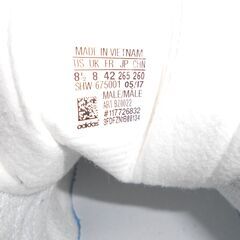 MADE IN VIETNAM
US UK FR JP CHN
8½ 8 42 265 260
SHW 675001 05/17
MALE/MALE
ART
#117726832
adidas